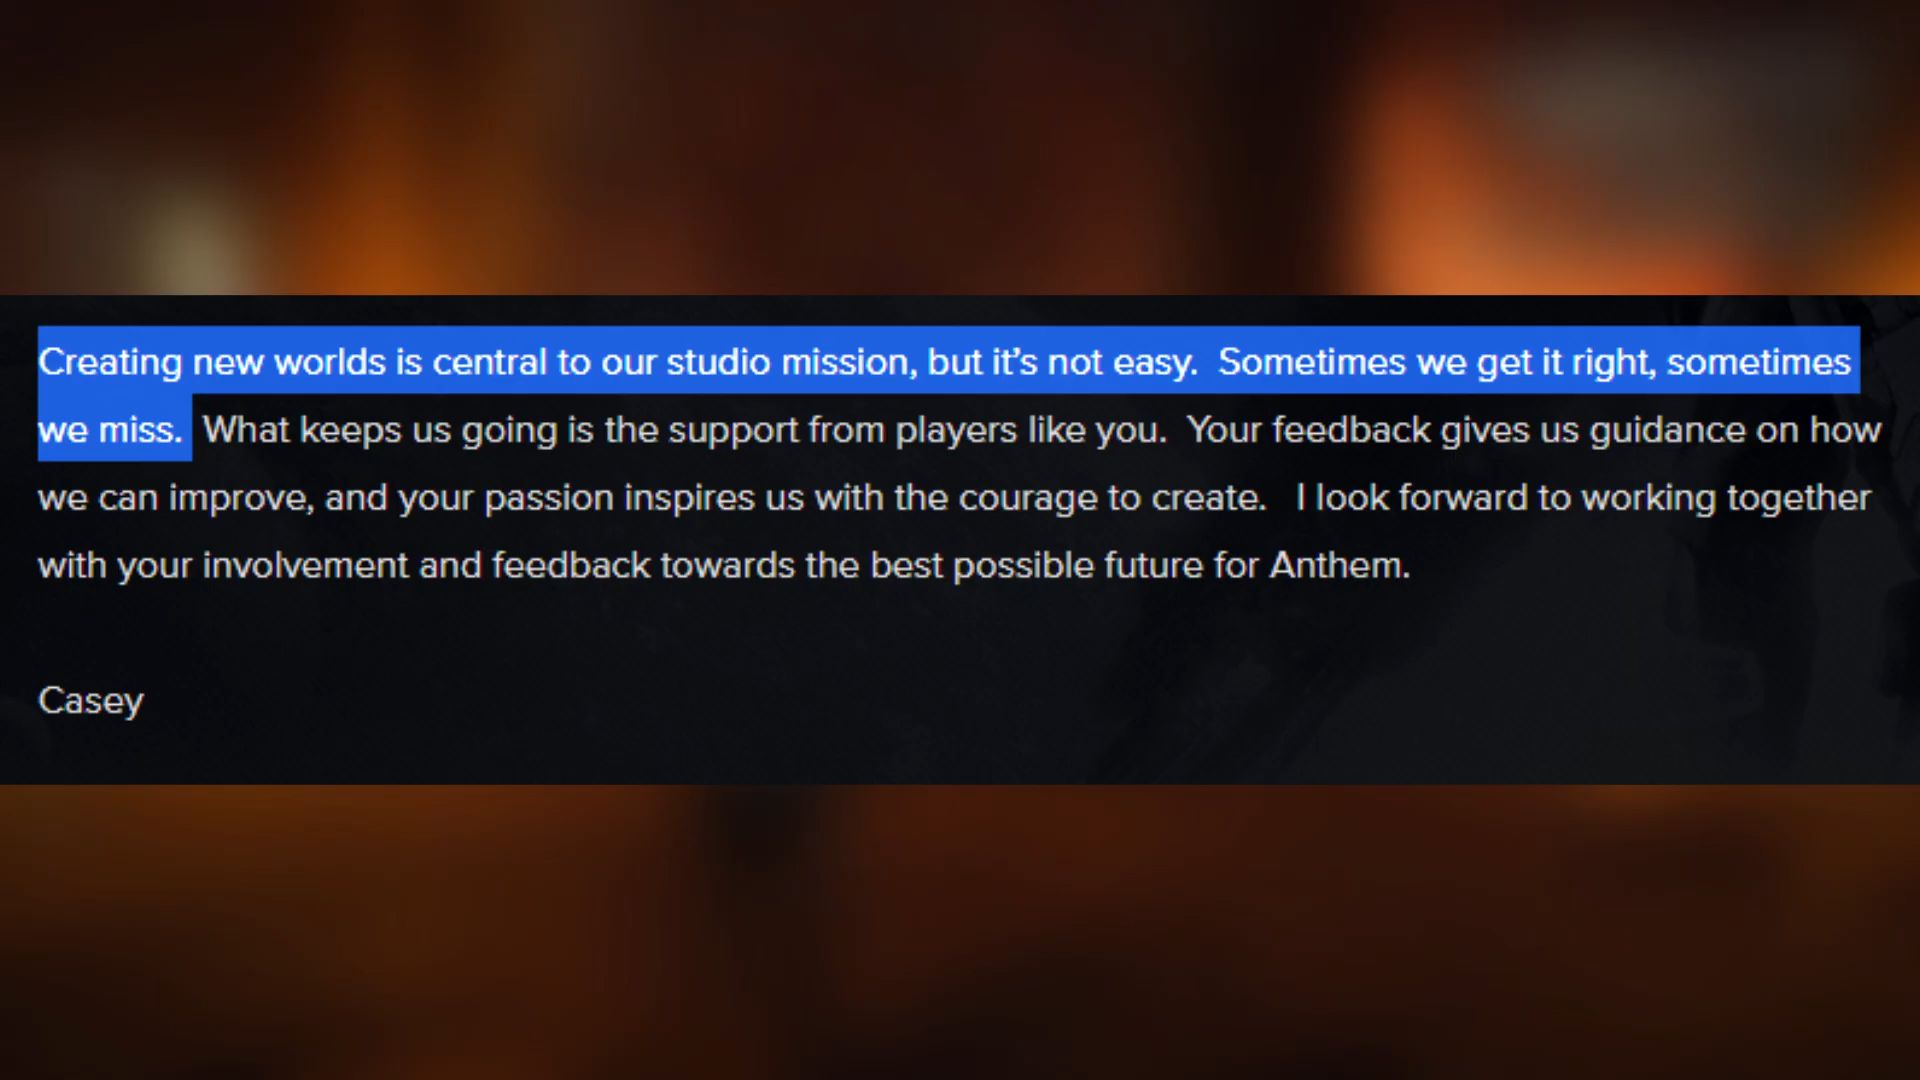 Creating new worlds is central to our studio mission, but it’s not easy.  Sometimes we get it right, sometimes
we miss.  What keeps us going is the support from players like you.  Your feedback gives us guidance on how
we can improve, and your passion inspires us with the courage to create.   I look forward to working together
with your involvement and feedback towards the best possible future for Anthem.
Casey